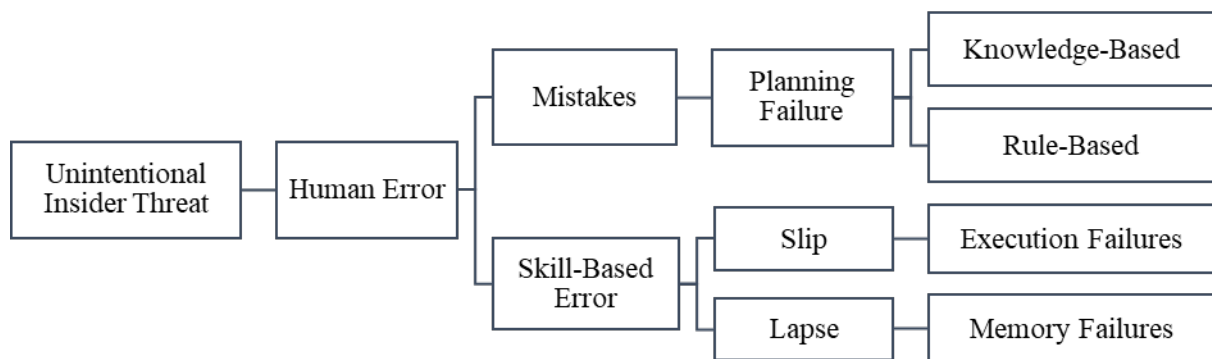 Unintentional
Insider Threat
Human Error
Mistakes
Planning
Failure
Knowledge-Based
Rule-Based
Skill-Based
Error
Slip
Execution Failures
Lapse
Memory Failures